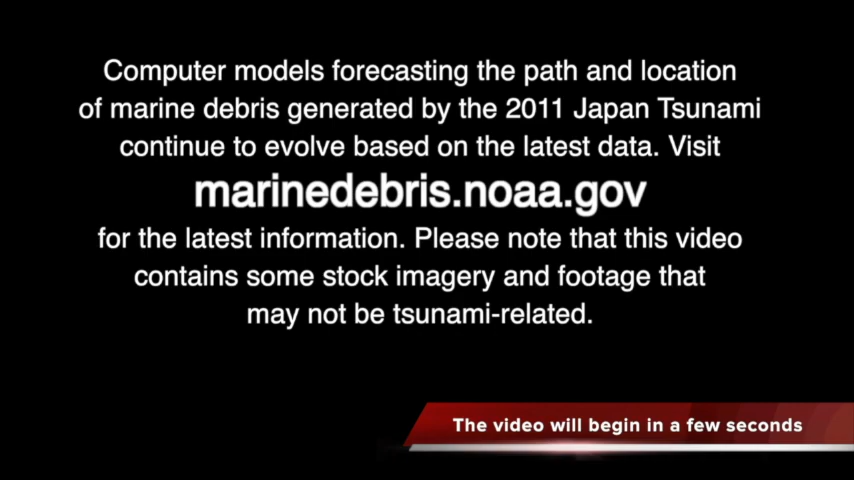 Computer models forecasting the path and location
of marine debris generated by the 2011 Japan Tsunami
continue to evolve based on the latest data. Visit
marinedebris.noaa.gov
for the latest information. Please note that this video
contains some stock imagery and footage that
may not be tsunami-related.
The video will begin in a few seconds